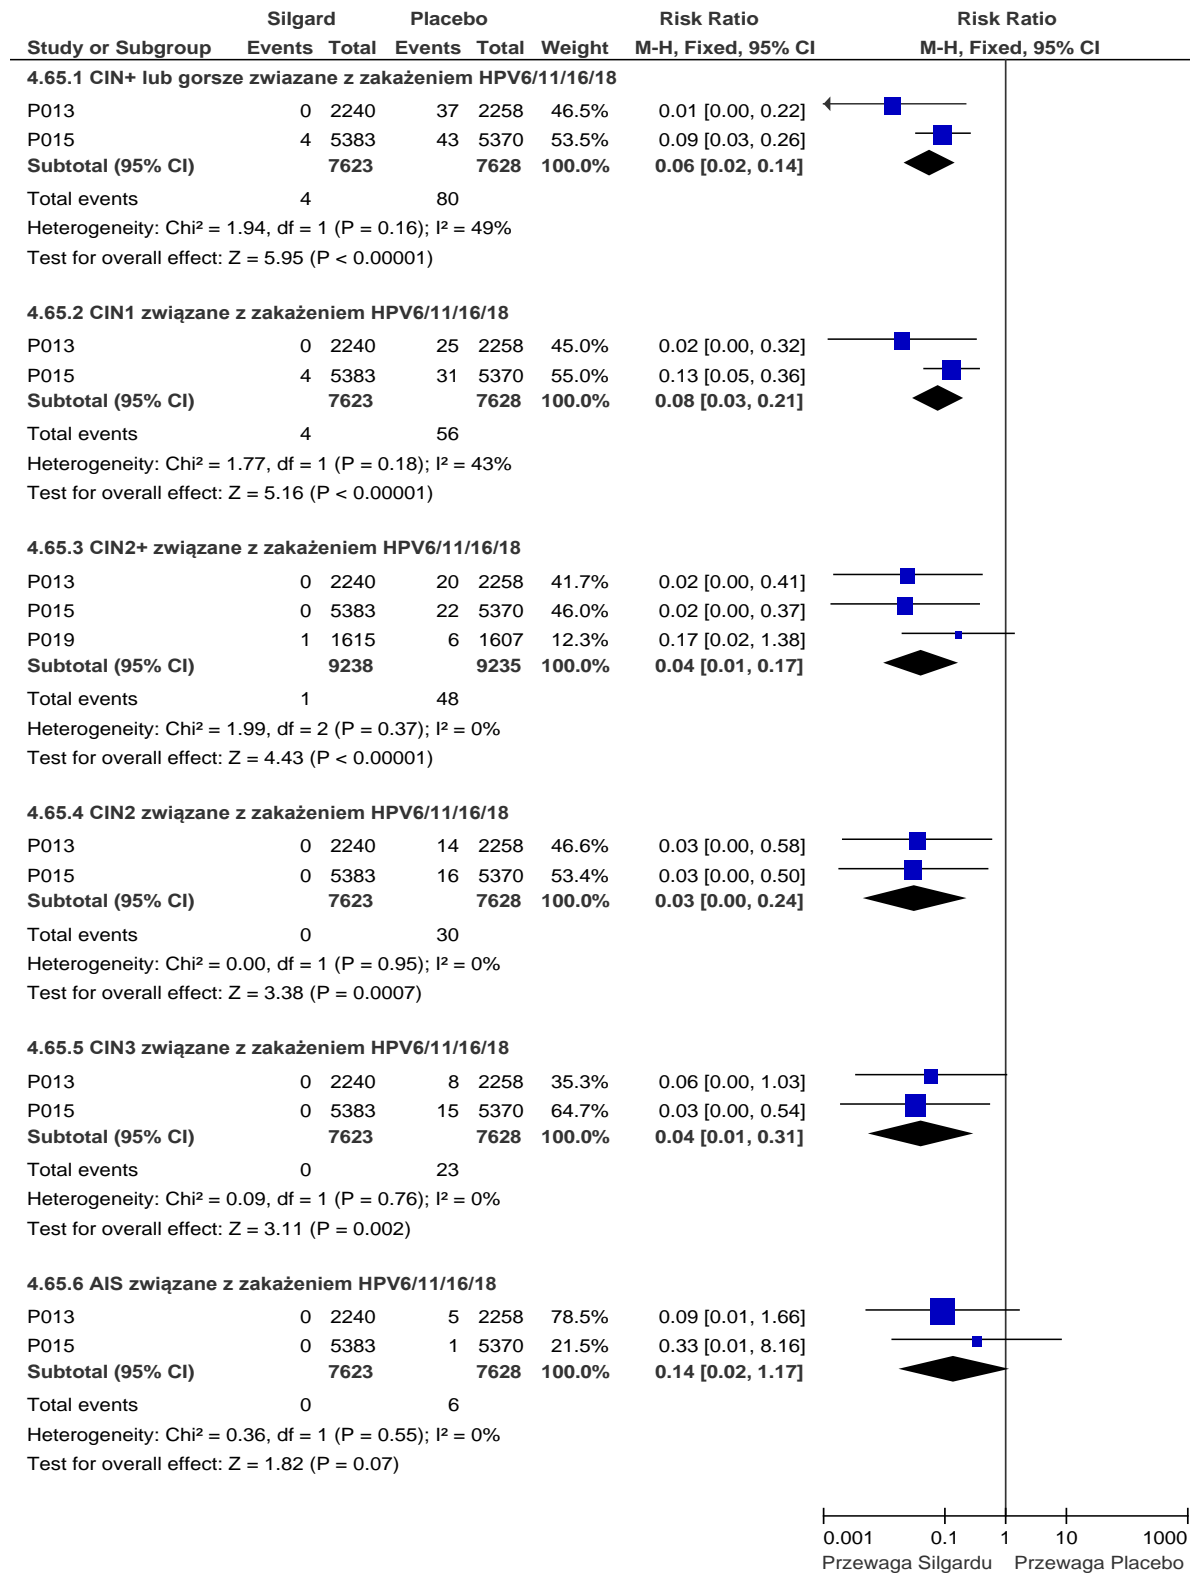 Silgard Placebo Risk Ratio Risk Ratio
Study or Subgroup Events Total Events Total Weight M-H, Fixed, 95% CI M-H, Fixed, 95% CI
4.65.1 CIN+ lub gorsze zwiazane z zakażeniem HPV6/11/16/18
P013 0 2240 37 2258 46.5% 0.01 [0.00, 0.22]
P015 4 5383 43 5370 53.5% 0.09 [0.03, 0.26]
Subtotal (95% CI) 7623 7628 100.0% 0.06 [0.02, 0.14]
Total events 4 80
Heterogeneity: Chi² = 1.94, df = 1 (P = 0.16); I² = 49%
Test for overall effect: Z = 5.95 (P < 0.00001)
4.65.2 CIN1 związane z zakażeniem HPV6/11/16/18
P013 0 2240 25 2258 45.0% 0.02 [0.00, 0.32]
P015 4 5383 31 5370 55.0% 0.13 [0.05, 0.36]
Subtotal (95% CI) 7623 7628 100.0% 0.08 [0.03, 0.21]
Total events 4 56
Heterogeneity: Chi² = 1.77, df = 1 (P = 0.18); I² = 43%
Test for overall effect: Z = 5.16 (P < 0.00001)
4.65.3 CIN2+ związane z zakażeniem HPV6/11/16/18
P013 0 2240 20 2258 41.7% 0.02 [0.00, 0.41]
P015 0 5383 22 5370 46.0% 0.02 [0.00, 0.37]
P019 1 1615 6 1607 12.3% 0.17 [0.02, 1.38]
Subtotal (95% CI) 9238 9235 100.0% 0.04 [0.01, 0.17]
Total events 1 48
Heterogeneity: Chi² = 1.99, df = 2 (P = 0.37); I² = 0%
Test for overall effect: Z = 4.43 (P < 0.00001)
4.65.4 CIN2 związane z zakażeniem HPV6/11/16/18
P013 0 2240 14 2258 46.6% 0.03 [0.00, 0.58]
P015 0 5383 16 5370 53.4% 0.03 [0.00, 0.50]
Subtotal (95% CI) 7623 7628 100.0% 0.03 [0.00, 0.24]
Total events 0 30
Heterogeneity: Chi² = 0.00, df = 1 (P = 0.95); I² = 0%
Test for overall effect: Z = 3.38 (P = 0.0007)
4.65.5 CIN3 związane z zakażeniem HPV6/11/16/18
P013 0 2240 8 2258 35.3% 0.06 [0.00, 1.03]
P015 0 5383 15 5370 64.7% 0.03 [0.00, 0.54]
Subtotal (95% CI) 7623 7628 100.0% 0.04 [0.01, 0.31]
Total events 0 23
Heterogeneity: Chi² = 0.09, df = 1 (P = 0.76); I² = 0%
Test for overall effect: Z = 3.11 (P = 0.002)
4.65.6 AIS związane z zakażeniem HPV6/11/16/18
P013 0 2240 5 2258 78.5% 0.09 [0.01, 1.66]
P015 0 5383 1 5370 21.5% 0.33 [0.01, 8.16]
Subtotal (95% CI) 7623 7628 100.0% 0.14 [0.02, 1.17]
Total events 0 6
Heterogeneity: Chi² = 0.36, df = 1 (P = 0.55); I² = 0%
Test for overall effect: Z = 1.82 (P = 0.07)
0.001 0.1 1 10 1000
Przewaga Silgardu Przewaga Placebo